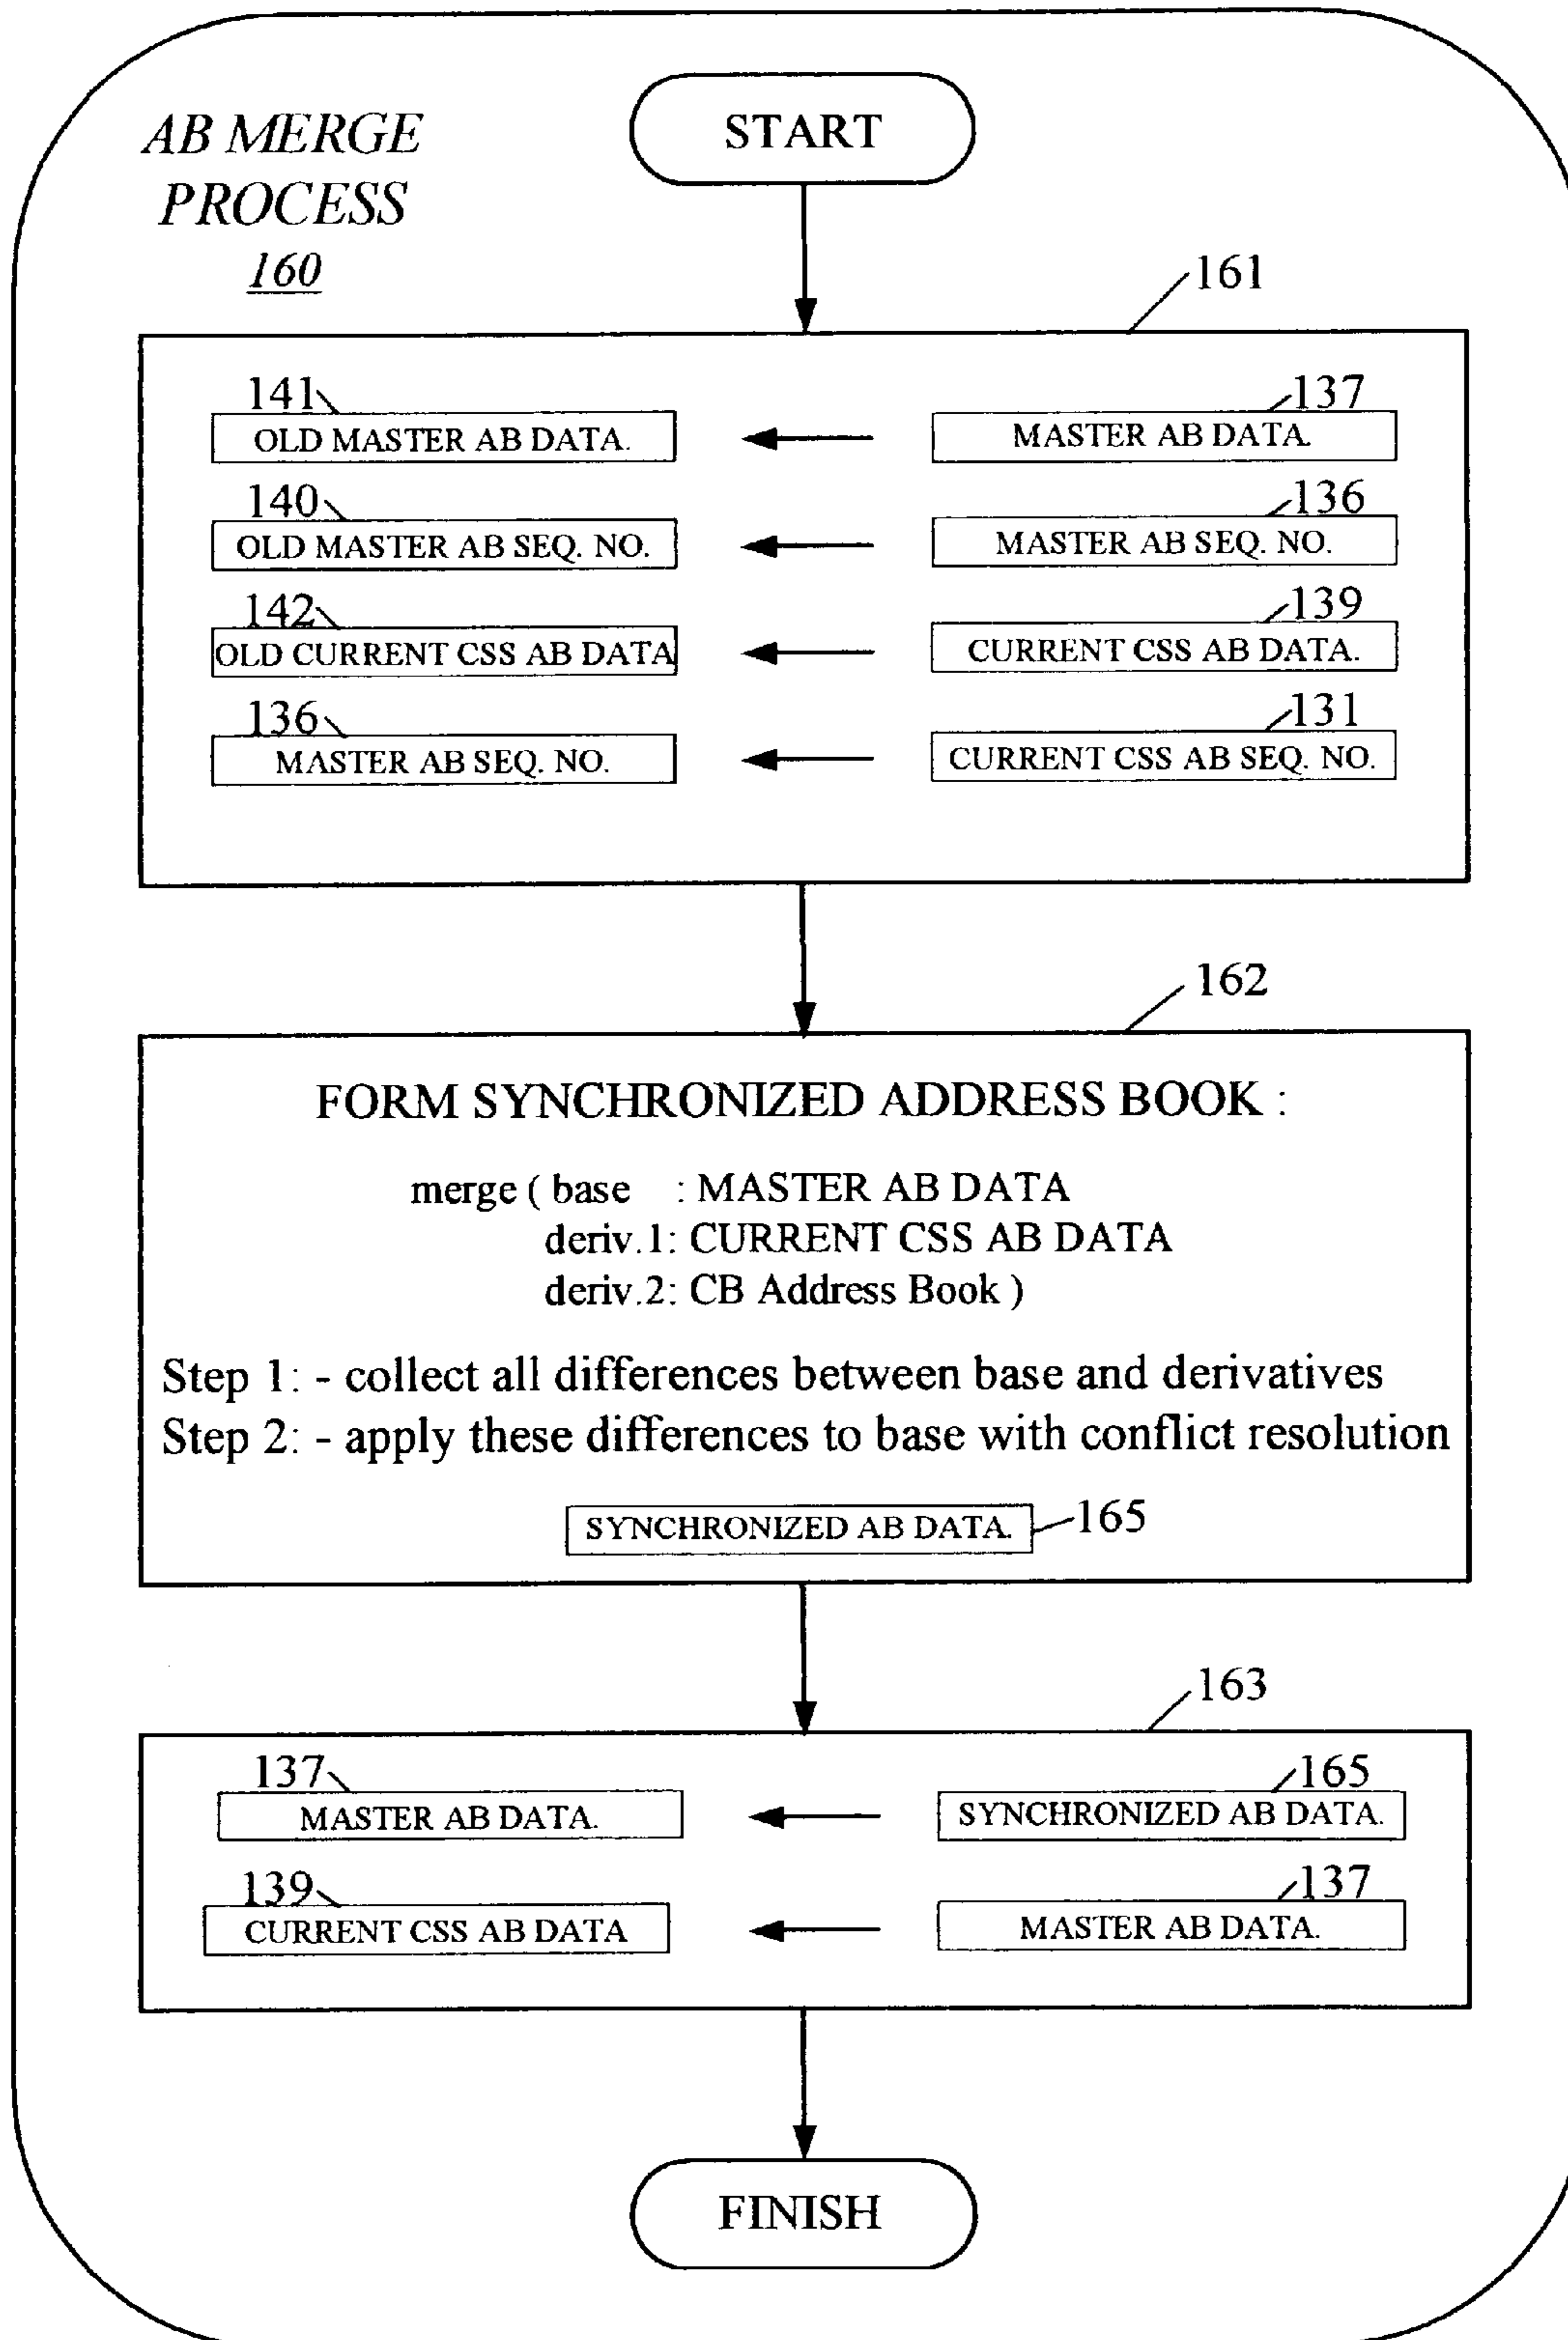 AB MERGE
PROCESS
160
START
161
141
137
OLD MASTER AB DATA.
MASTER AB DATA.
140
136
OLD MASTER AB SEQ. NO.
MASTER AB SEQ. NO.
142
139
OLD CURRENT CSS AB DATA
CURRENT CSS AB DATA.
136
131
MASTER AB SEQ. NO.
CURRENT CSS AB SEQ. NO.
162
FORM SYNCHRONIZED ADDRESS BOOK :
merge ( base : MASTER AB DATA
deriv.1: CURRENT CSS AB DATA
deriv.2: CB Address Book )
Step 1: - collect all differences between base and derivatives
Step 2: - apply these differences to base with conflict resolution
SYNCHRONIZED AB DATA.
165
163
137
165
MASTER AB DATA.
SYNCHRONIZED AB DATA.
139
137
CURRENT CSS AB DATA
MASTER AB DATA.
FINISH